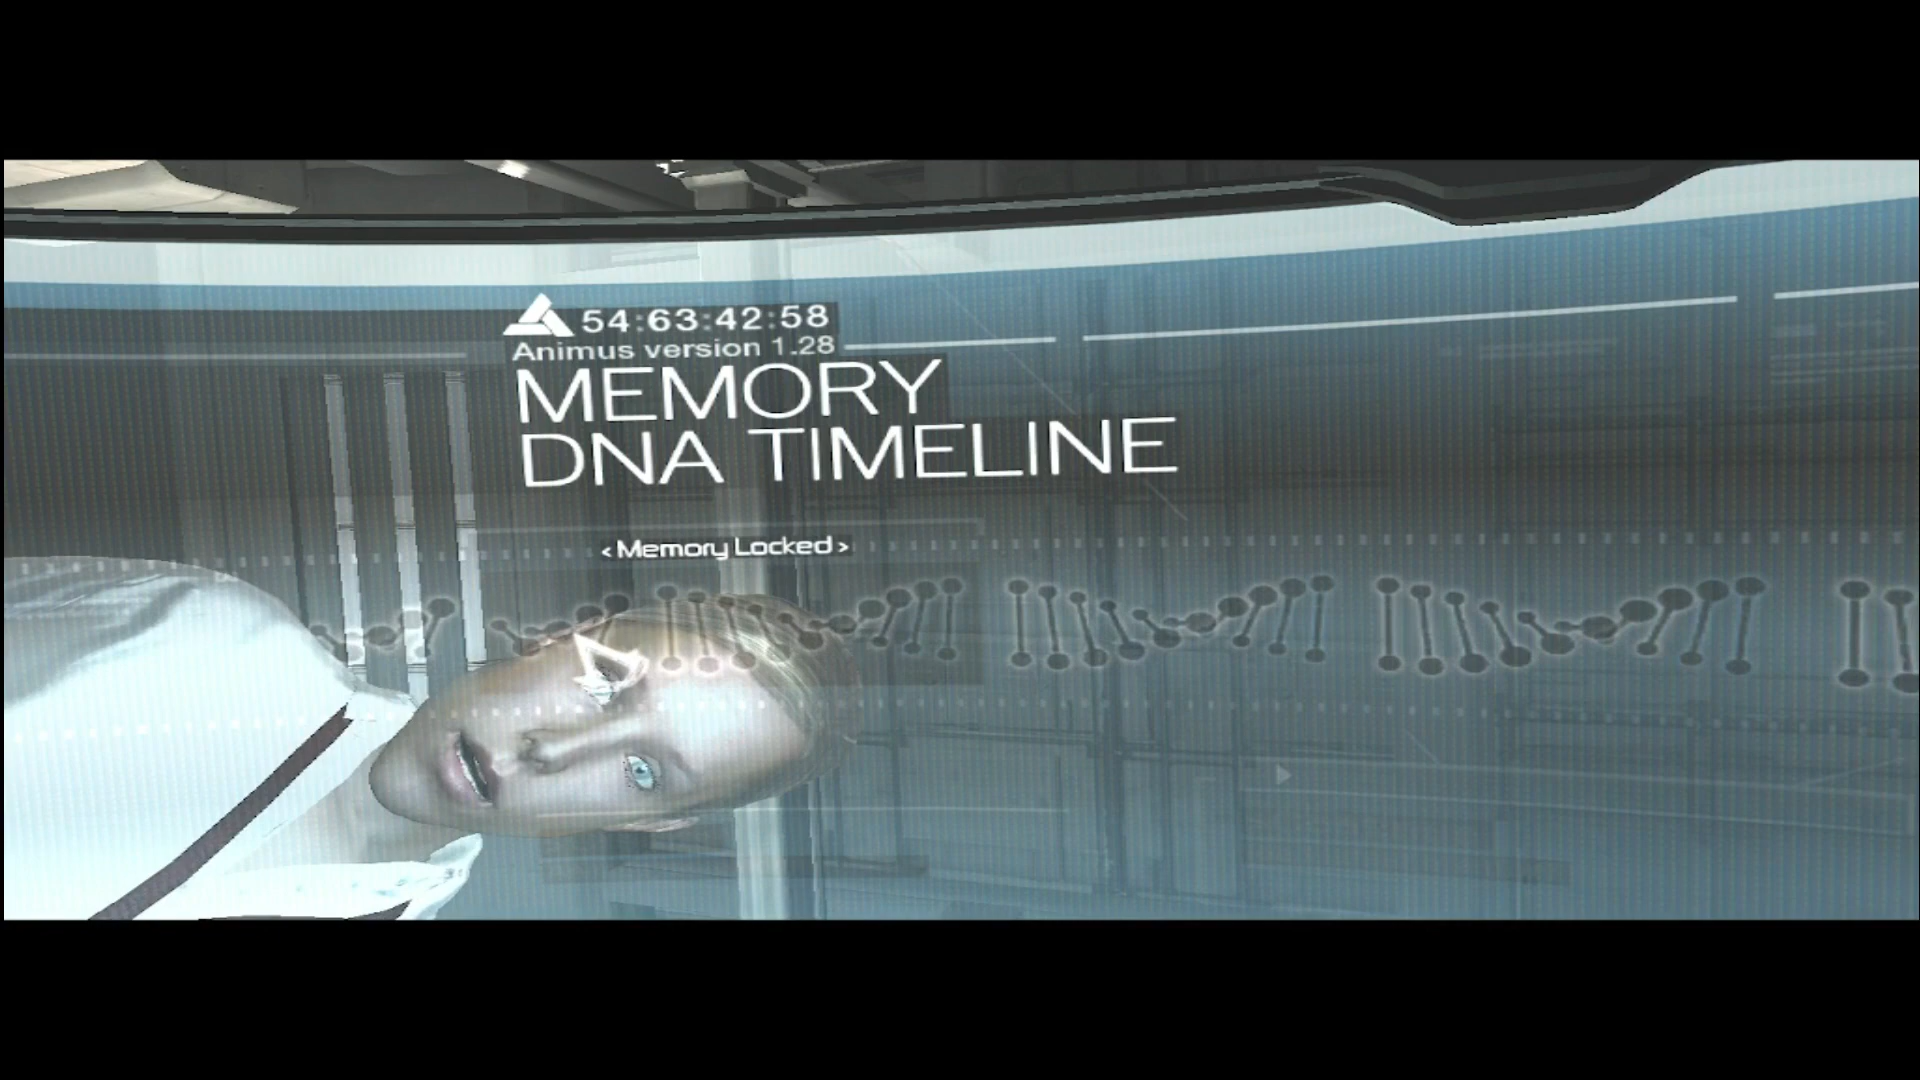 54:63:42:58
Animus version 1.28
MEMORY
DNA TIMELINE
<Memory Locked>